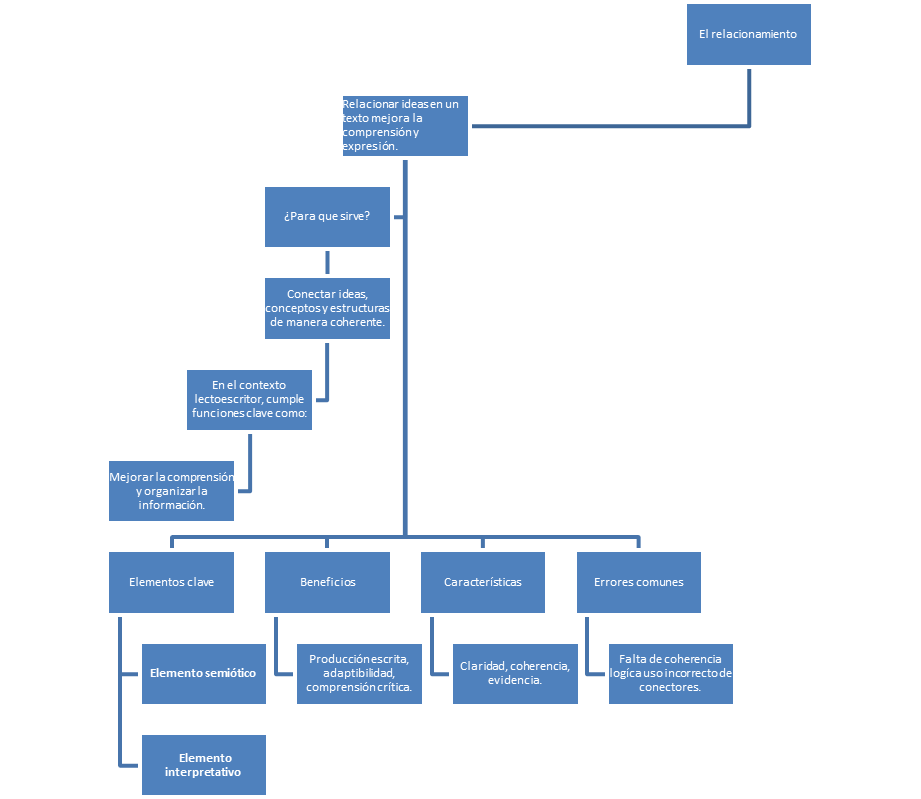 El relacionamiento
Relacionar ideas en un
texto mejora la
comprensión y
expresión.
¿Para que sirve?
Conectar ideas,
conceptos y estructuras
de manera coherente.
En el contexto
lectoescritor, cumple
funciones clave como:
Mejorar la comprensión
y organizar la
información.
Elementos clave
Elemento semiótico
Elemento
interpretativo
Beneficios
Producción escrita,
adaptibilidad,
comprensión crítica.
Características
Claridad, coherencia,
evidencia.
Errores comunes
Falta de coherencia
logica uso incorrecto de
conectores.